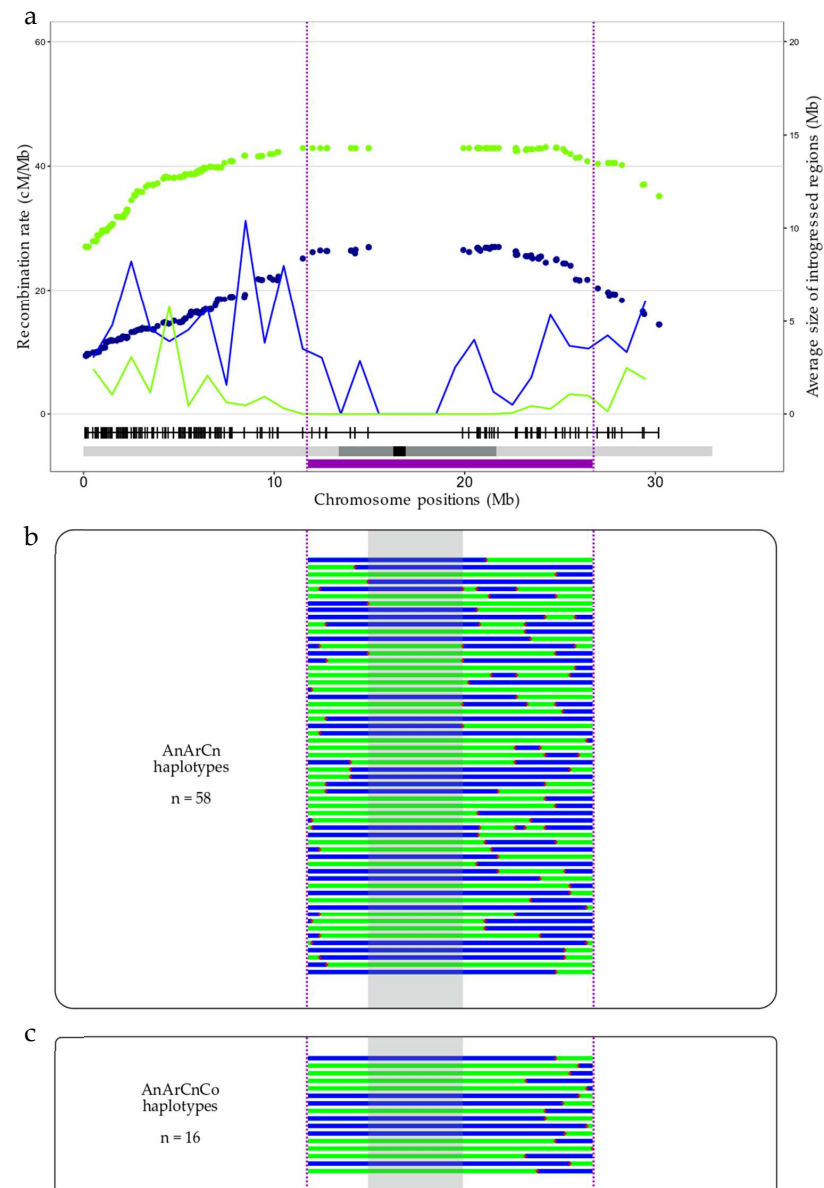 a
60
40
20
0
Recombination rate (cM/Mb)
20
15
10
5
0
Average size of introgressed regions (Mb)
0
10
20
30
Chromosome positions (Mb)
b
AnArCn
haplotypes
n = 58
c
AnArCnCo
haplotypes
n = 16